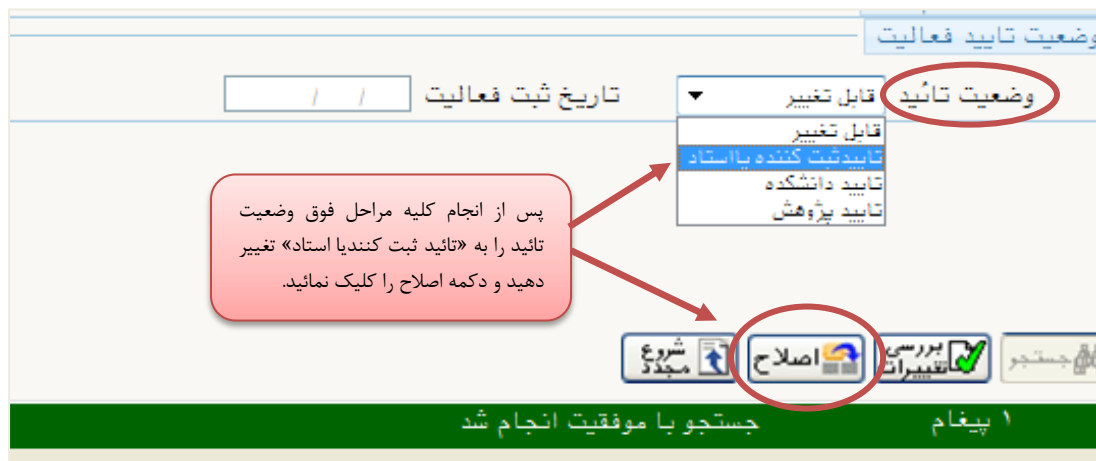 وضعیت تایید فعالیت
وضعیت تائید قابل تغییر تاریخ ثبت فعالیت / /
قابل تغییر
تاییدثبت کننده یااستاد
تایید دانشکده
تایید پژوهش
پس از انجام کلیه مراحل فوق وضعیت
تائید را به «تائید ثبت کنندیا استاد» تغییر
دهید و دکمه اصلاح را کلیک نمائید.
جستجو بررسی تغییرات اصلاح شروع مجدد
۱ پیغام جستجو با موفقیت انجام شد